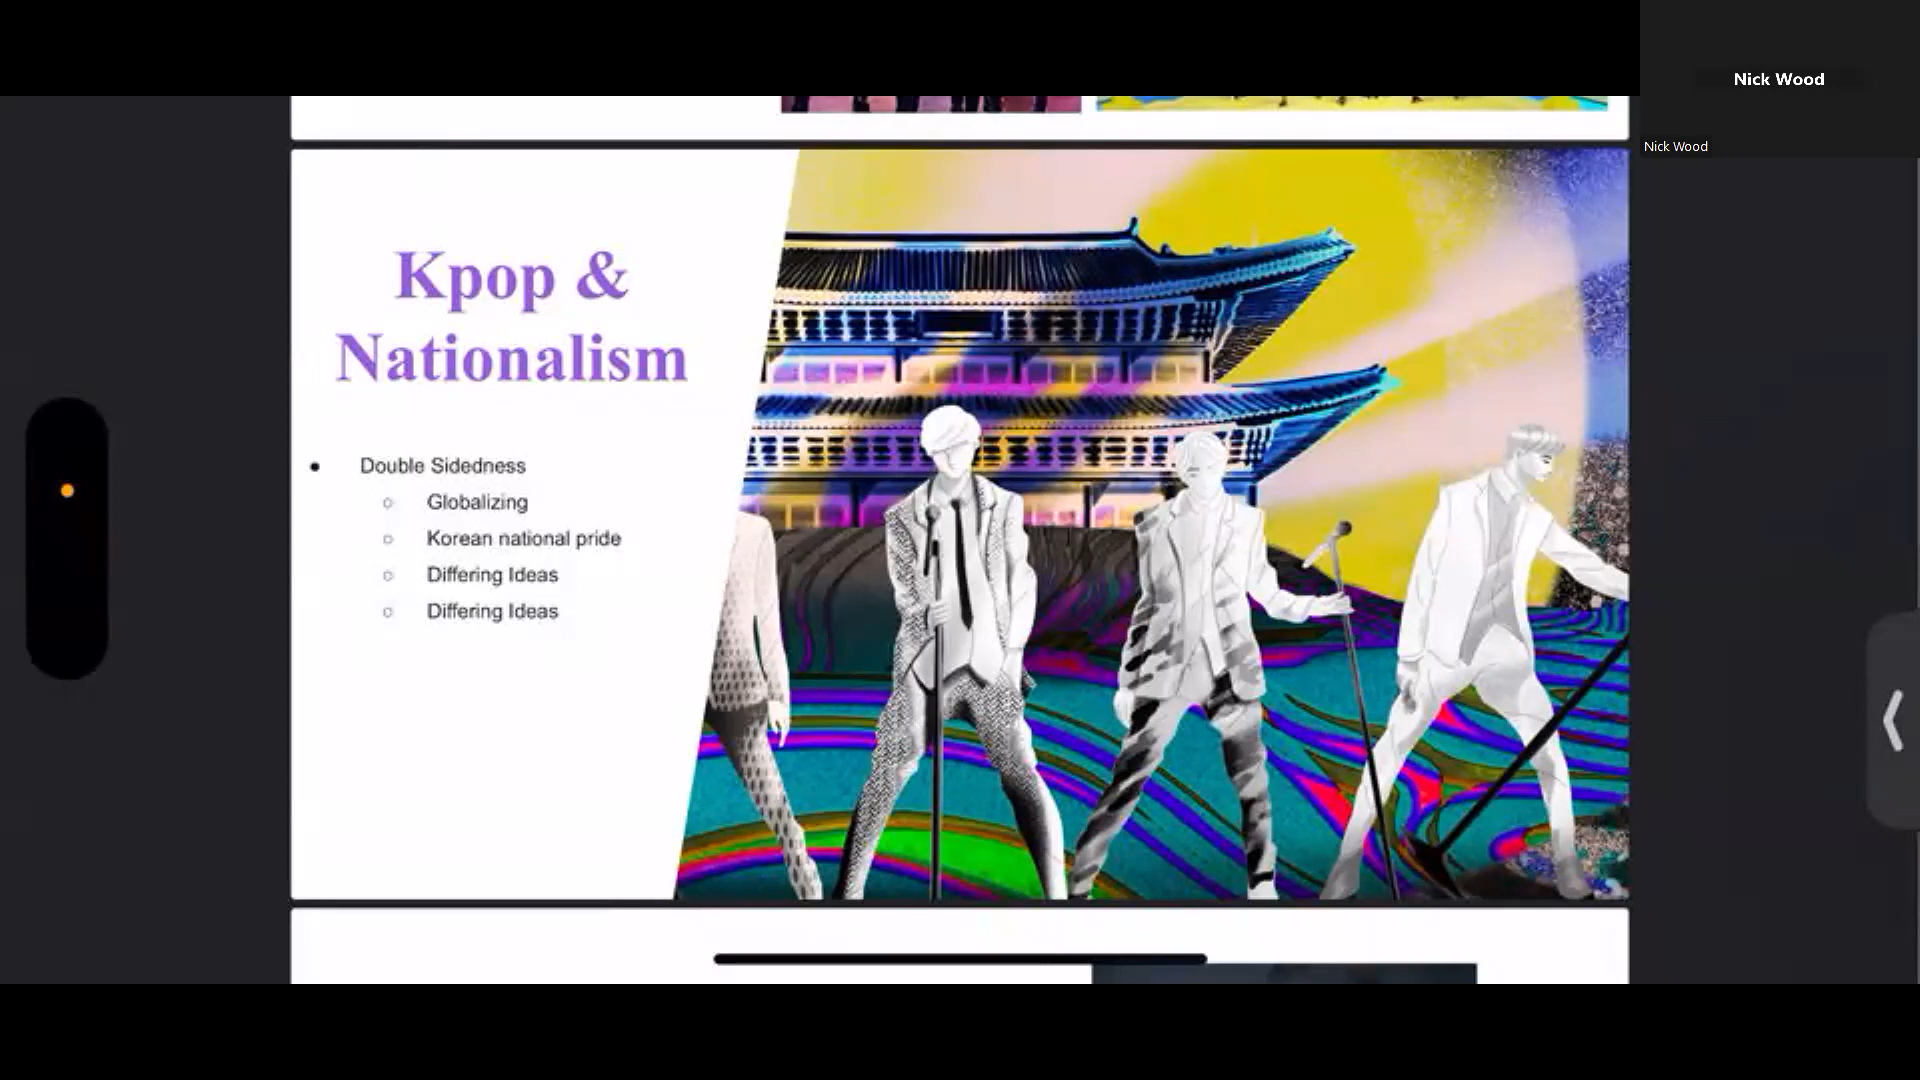 Nick Wood
Nick Wood
Kpop &
Nationalism
Double Sidedness
Globalizing
Korean national pride
Differing Ideas
Differing Ideas